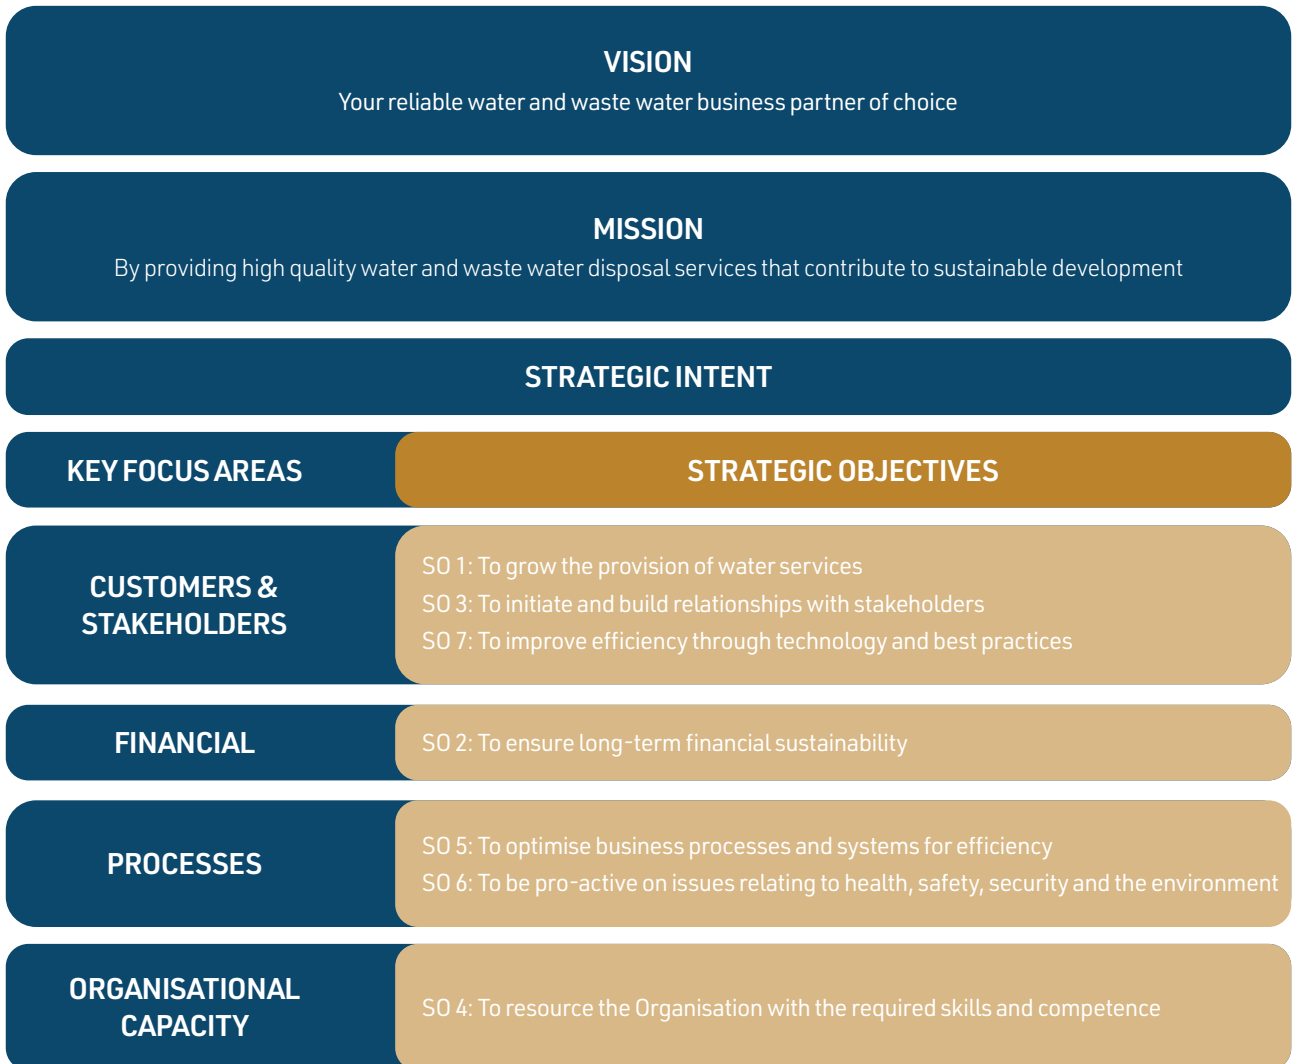 VISION
Your reliable water and waste water business partner of choice
MISSION
By providing high quality water and waste water disposal services that contribute to sustainable development
STRATEGIC INTENT
KEY FOCUS AREAS
STRATEGIC OBJECTIVES
CUSTOMERS &
STAKEHOLDERS
SO 1: To grow the provision of water services
SO 3: To initiate and build relationships with stakeholders
SO 7: To improve efficiency through technology and best practices
FINANCIAL
SO 2: To ensure long-term financial sustainability
PROCESSES
SO 5: To optimise business processes and systems for efficiency
SO 6: To be pro-active on issues relating to health, safety, security and the environment
ORGANISATIONAL
CAPACITY
SO 4: To resource the Organisation with the required skills and competence